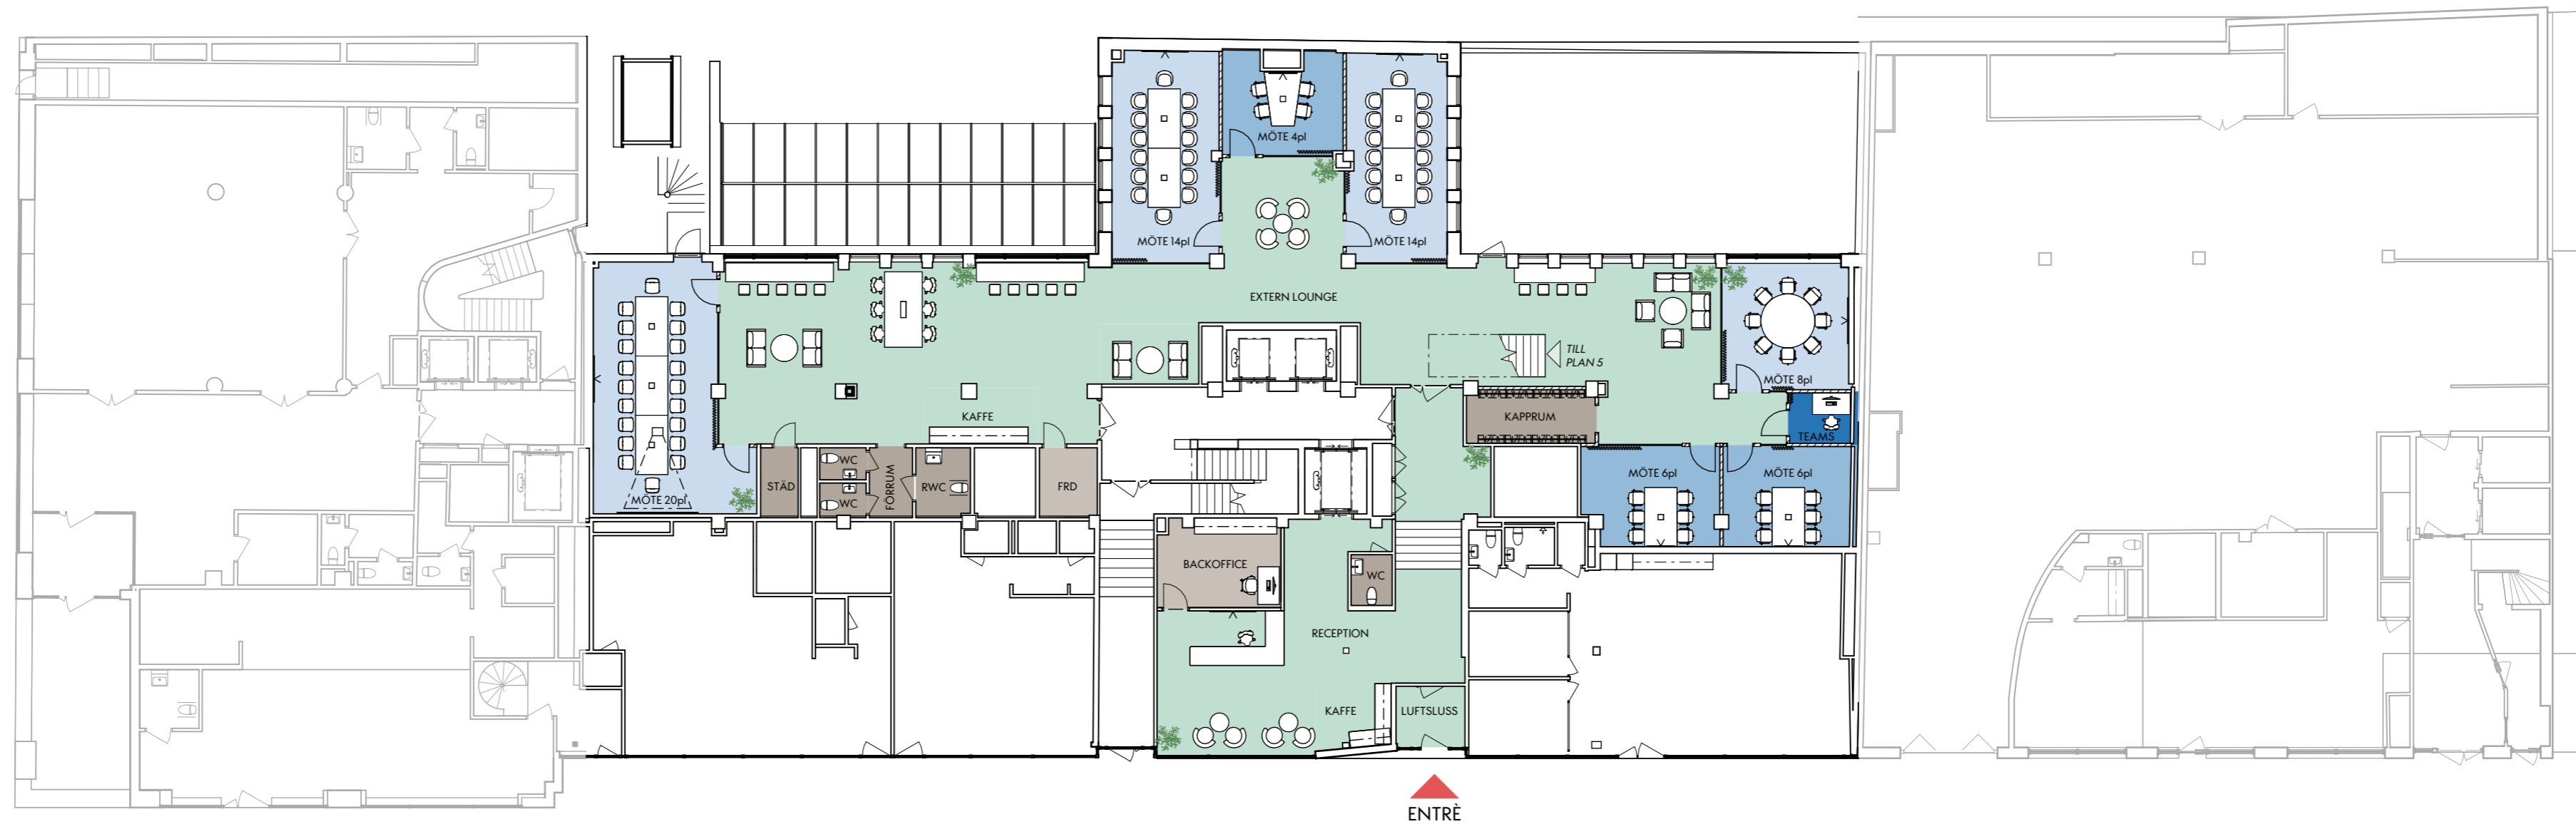 MÖTE 4pl
MÖTE 14pl
MÖTE 14pl
EXTERN LOUNGE
TILL
PLAN 5
MÖTE 8pl
KAFFE
KAPPRUM
TEAMS
MÖTE 20pl
STÄD
WC
WC
FÖRRUM
RWC
FRD
MÖTE 6pl
MÖTE 6pl
BACKOFFICE
WC
RECEPTION
KAFFE
LUFTSLUSS
ENTRÈ